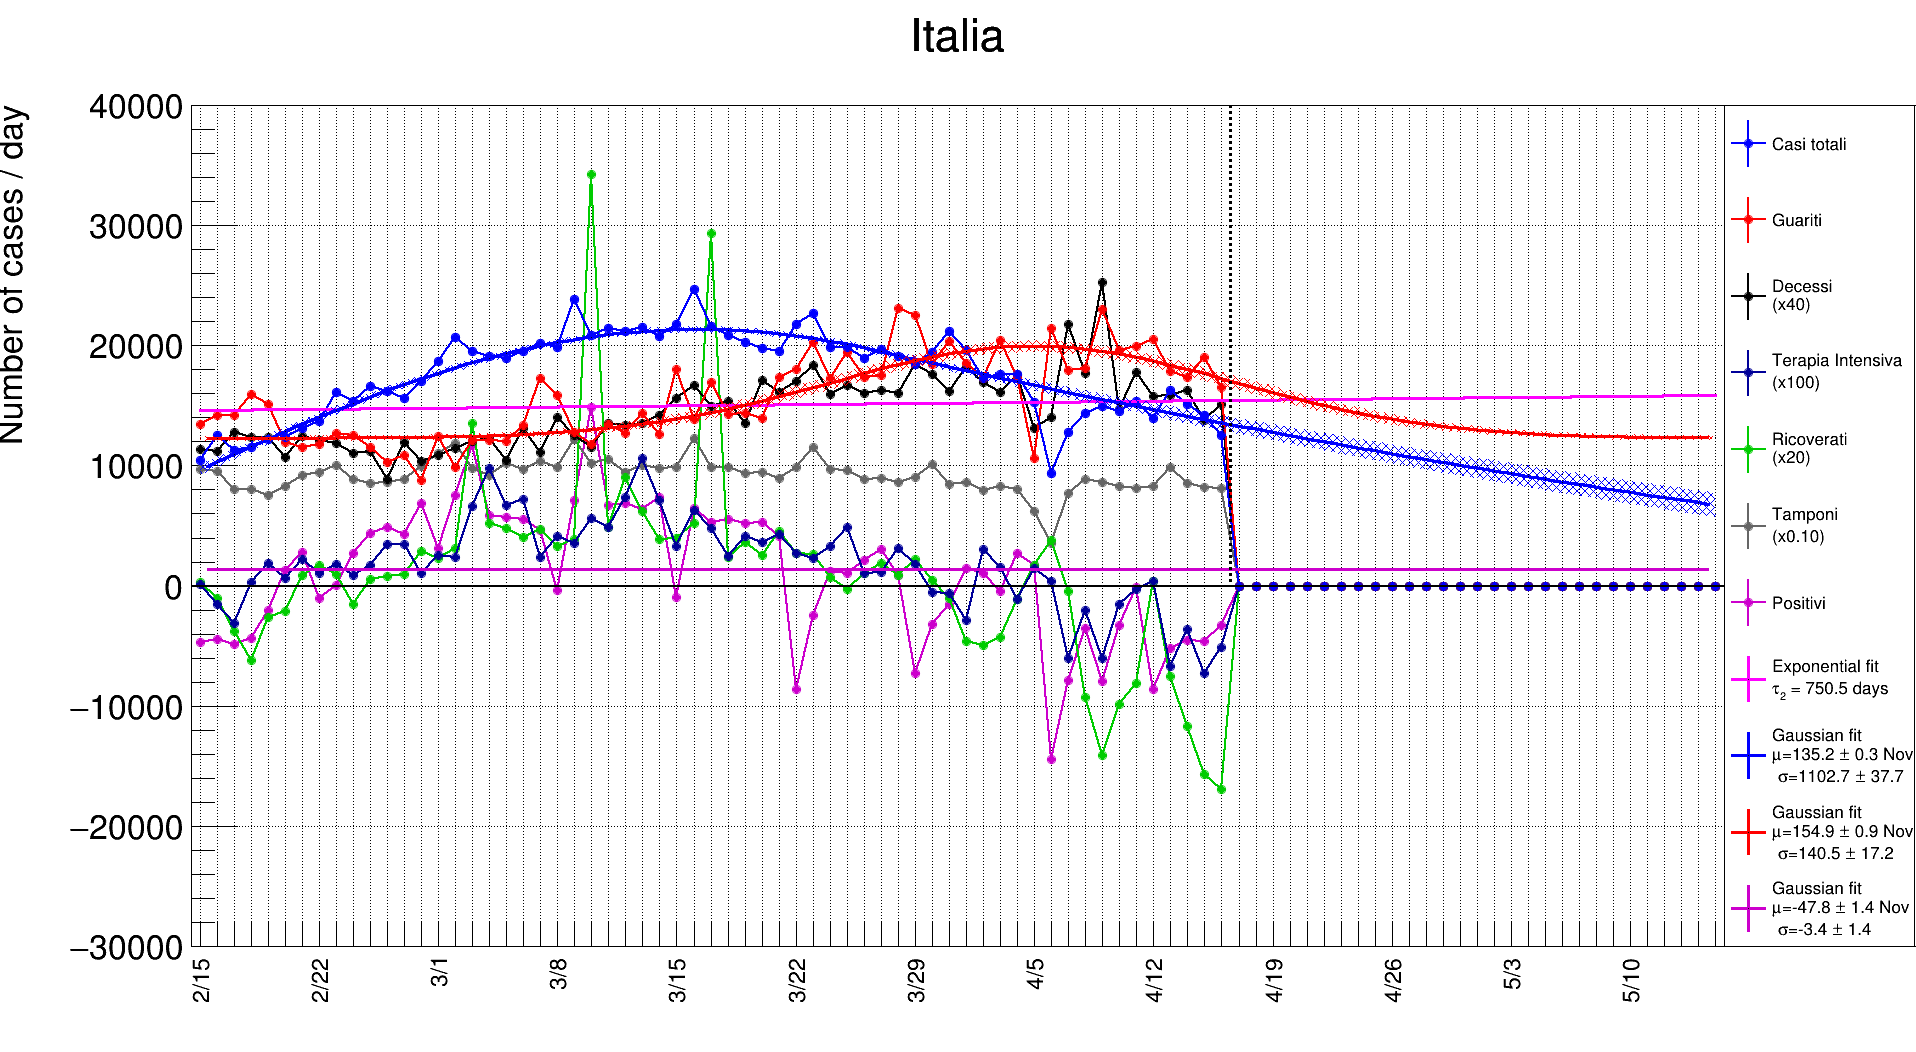 Italia
Number of cases / day
40000
30000
20000
10000
0
−10000
−20000
−30000
2/15
2/22
3/1
3/8
3/15
3/22
3/29
4/5
4/12
4/19
4/26
5/3
5/10
Casi totali
Guariti
Decessi
(x40)
Terapia Intensiva
(x100)
Ricoverati
(x20)
Tamponi
(x0.10)
Positivi
Exponential fit
τ2 = 750.5 days
Gaussian fit
μ=135.2 ± 0.3 Nov
σ=1102.7 ± 37.7
Gaussian fit
μ=154.9 ± 0.9 Nov
σ=140.5 ± 17.2
Gaussian fit
μ=-47.8 ± 1.4 Nov
σ=-3.4 ± 1.4